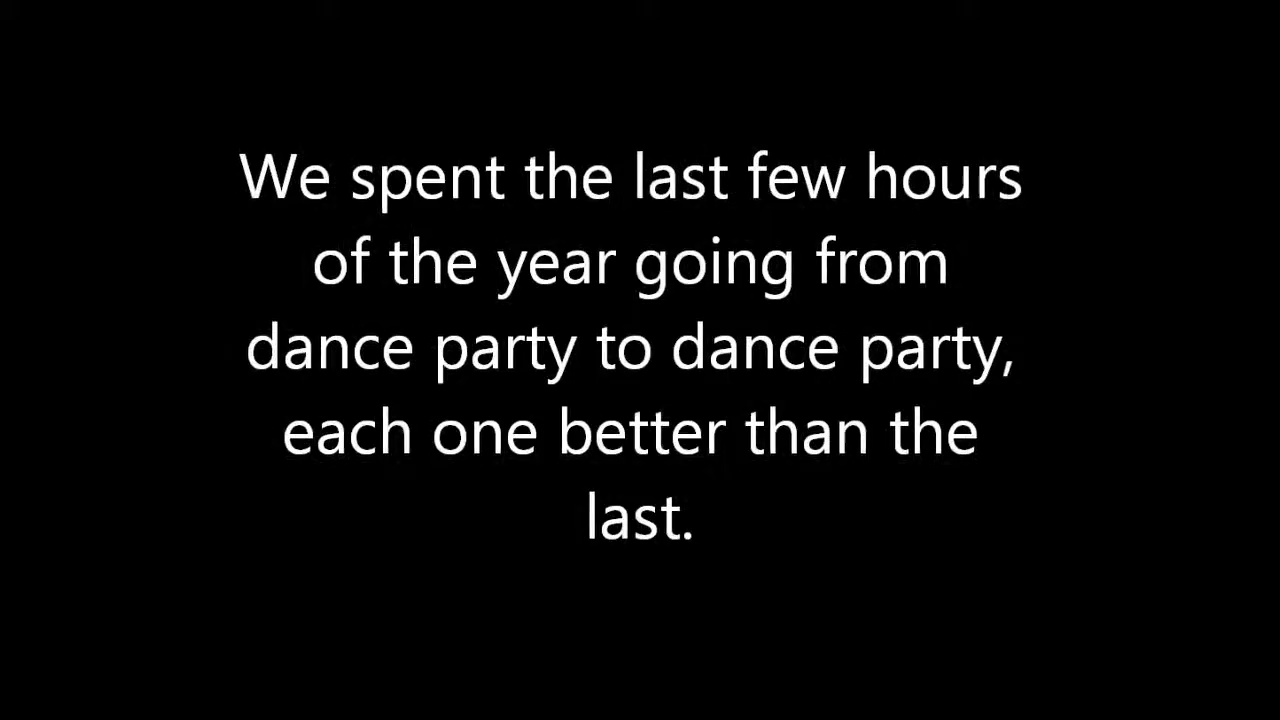 We spent the last few hours
of the year going from
dance party to dance party,
each one better than the
last.